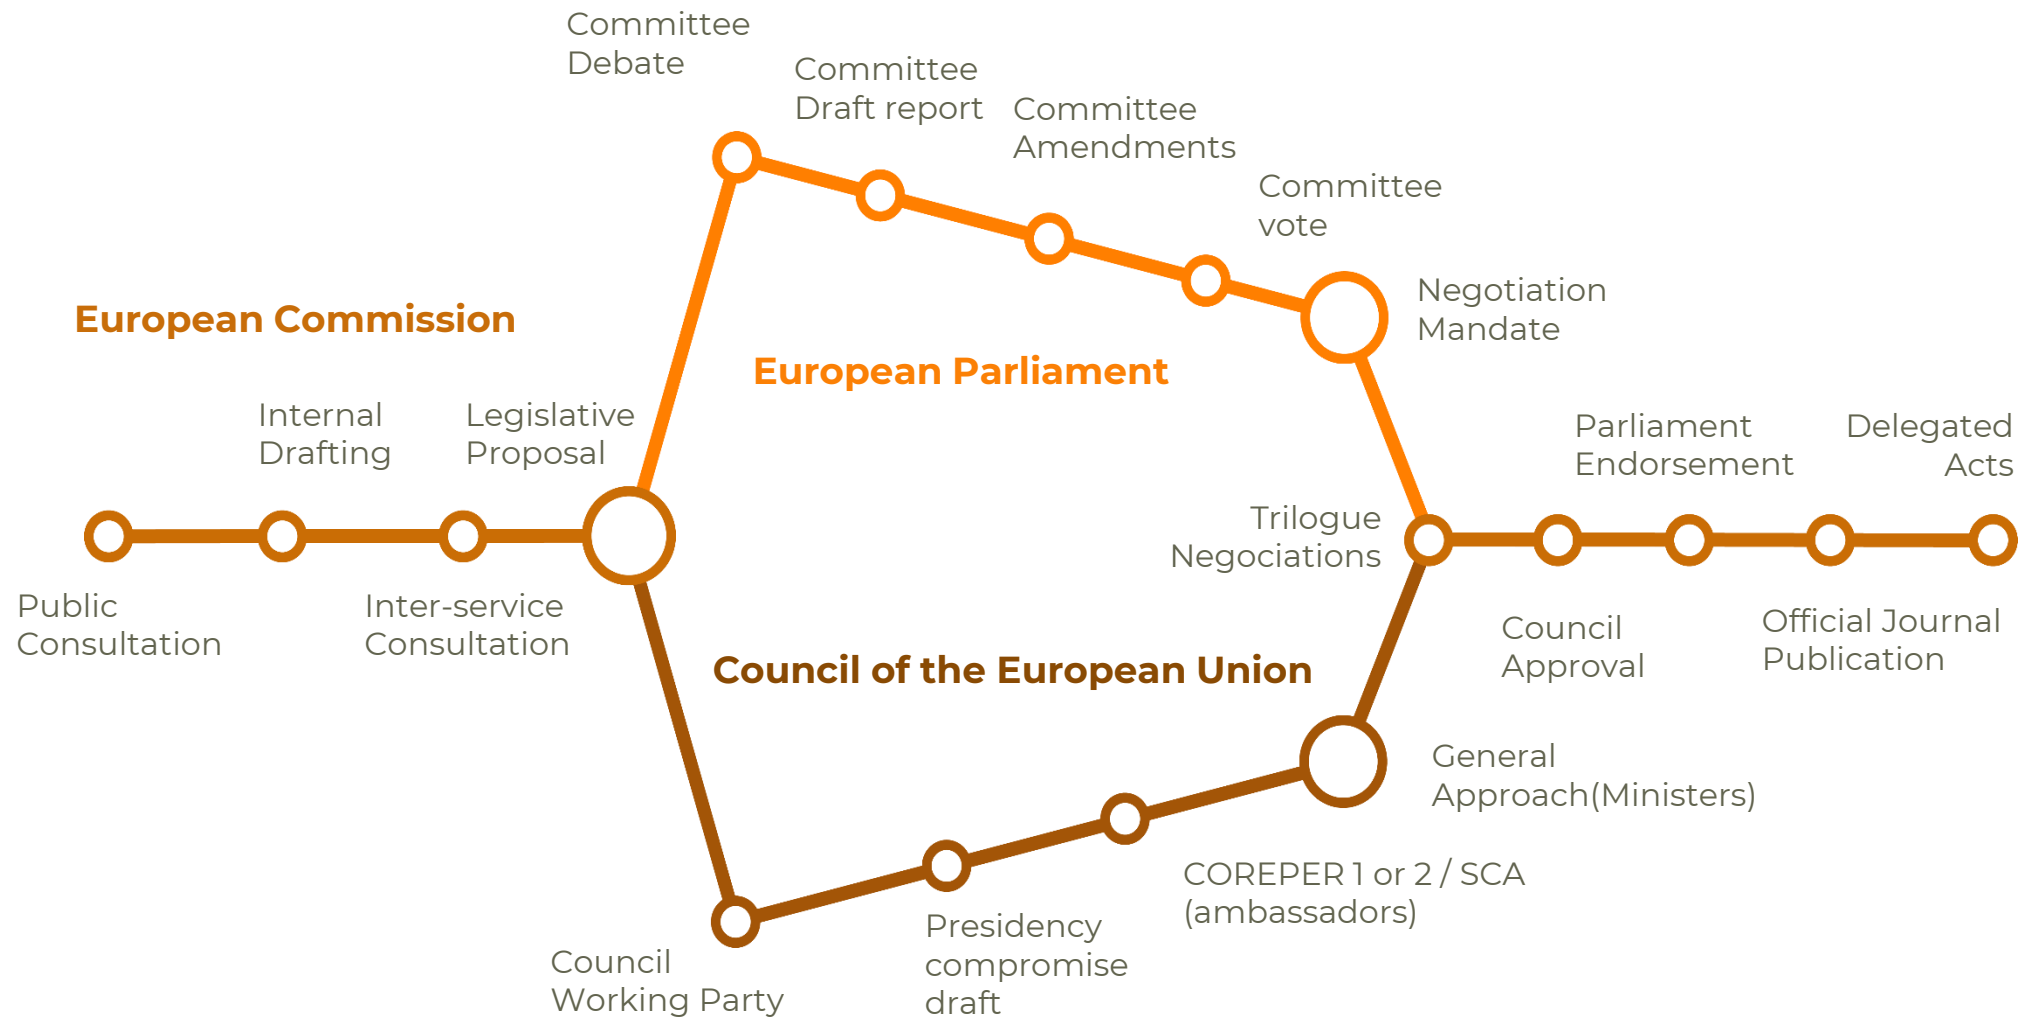 Committee
Debate
Committee
Draft report
Committee
Amendments
Committee
vote
Negotiation
Mandate
European Commission
European Parliament
Internal
Drafting
Legislative
Proposal
Parliament
Endorsement
Delegated
Acts
Trilogue
Negociations
Public
Consultation
Inter-service
Consultation
Council
Approval
Official Journal
Publication
Council of the European Union
General
Approach(Ministers)
COREPER 1 or 2 / SCA
(ambassadors)
Presidency
compromise
draft
Council
Working Party